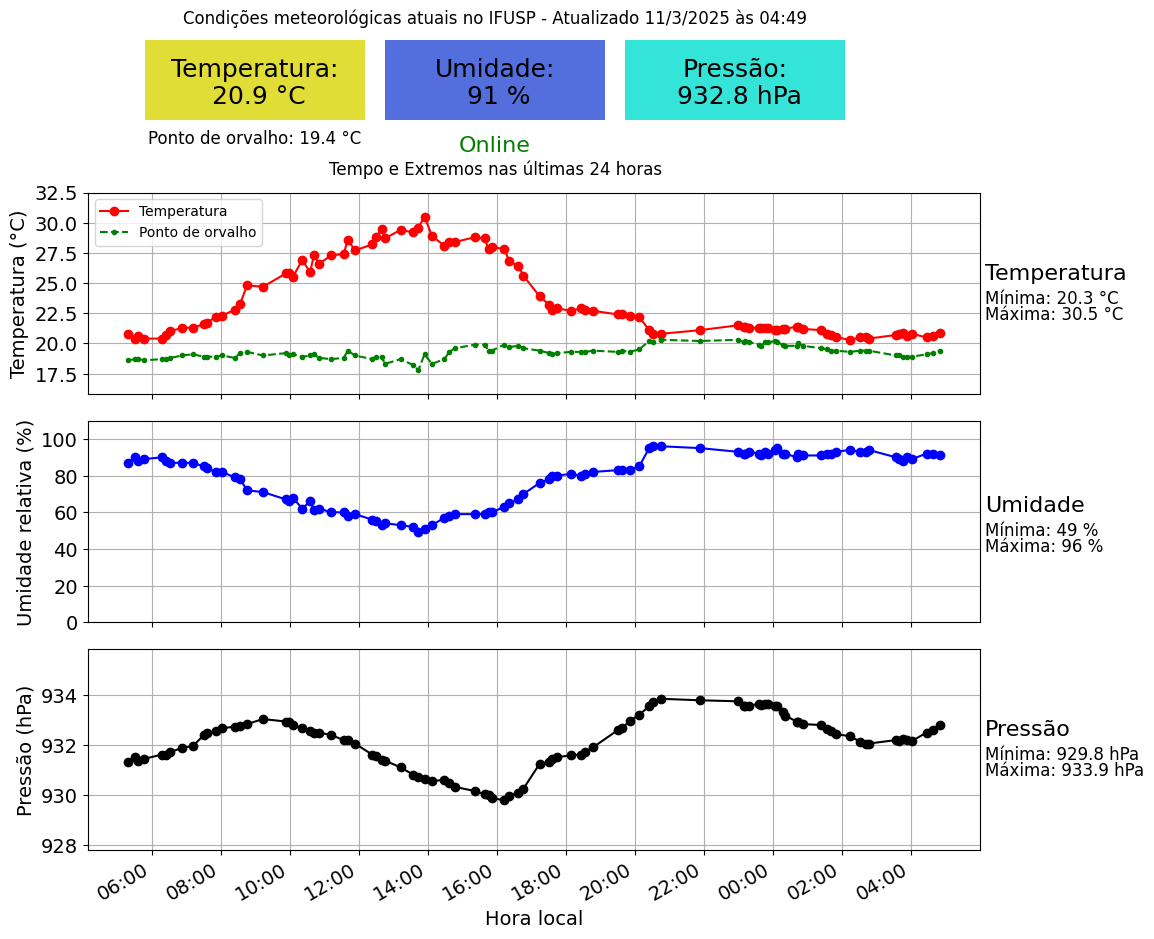 Condições meteorológicas atuais no IFUSP - Atualizado 11/3/2025 às 04:49
Temperatura:
20.9 °C
Umidade:
91 %
Pressão:
932.8 hPa
Ponto de orvalho: 19.4 °C
Online
Tempo e Extremos nas últimas 24 horas
Temperatura (°C)
32.5
30.0
27.5
25.0
22.5
20.0
17.5
Temperatura
Ponto de orvalho
Temperatura
Mínima: 20.3 °C
Máxima: 30.5 °C
Umidade relativa (%)
100
80
60
40
20
0
Umidade
Mínima: 49 %
Máxima: 96 %
Pressão (hPa)
934
932
930
928
Pressão
Mínima: 929.8 hPa
Máxima: 933.9 hPa
06:00 08:00 10:00 12:00 14:00 16:00 18:00 20:00 22:00 00:00 02:00 04:00
Hora local